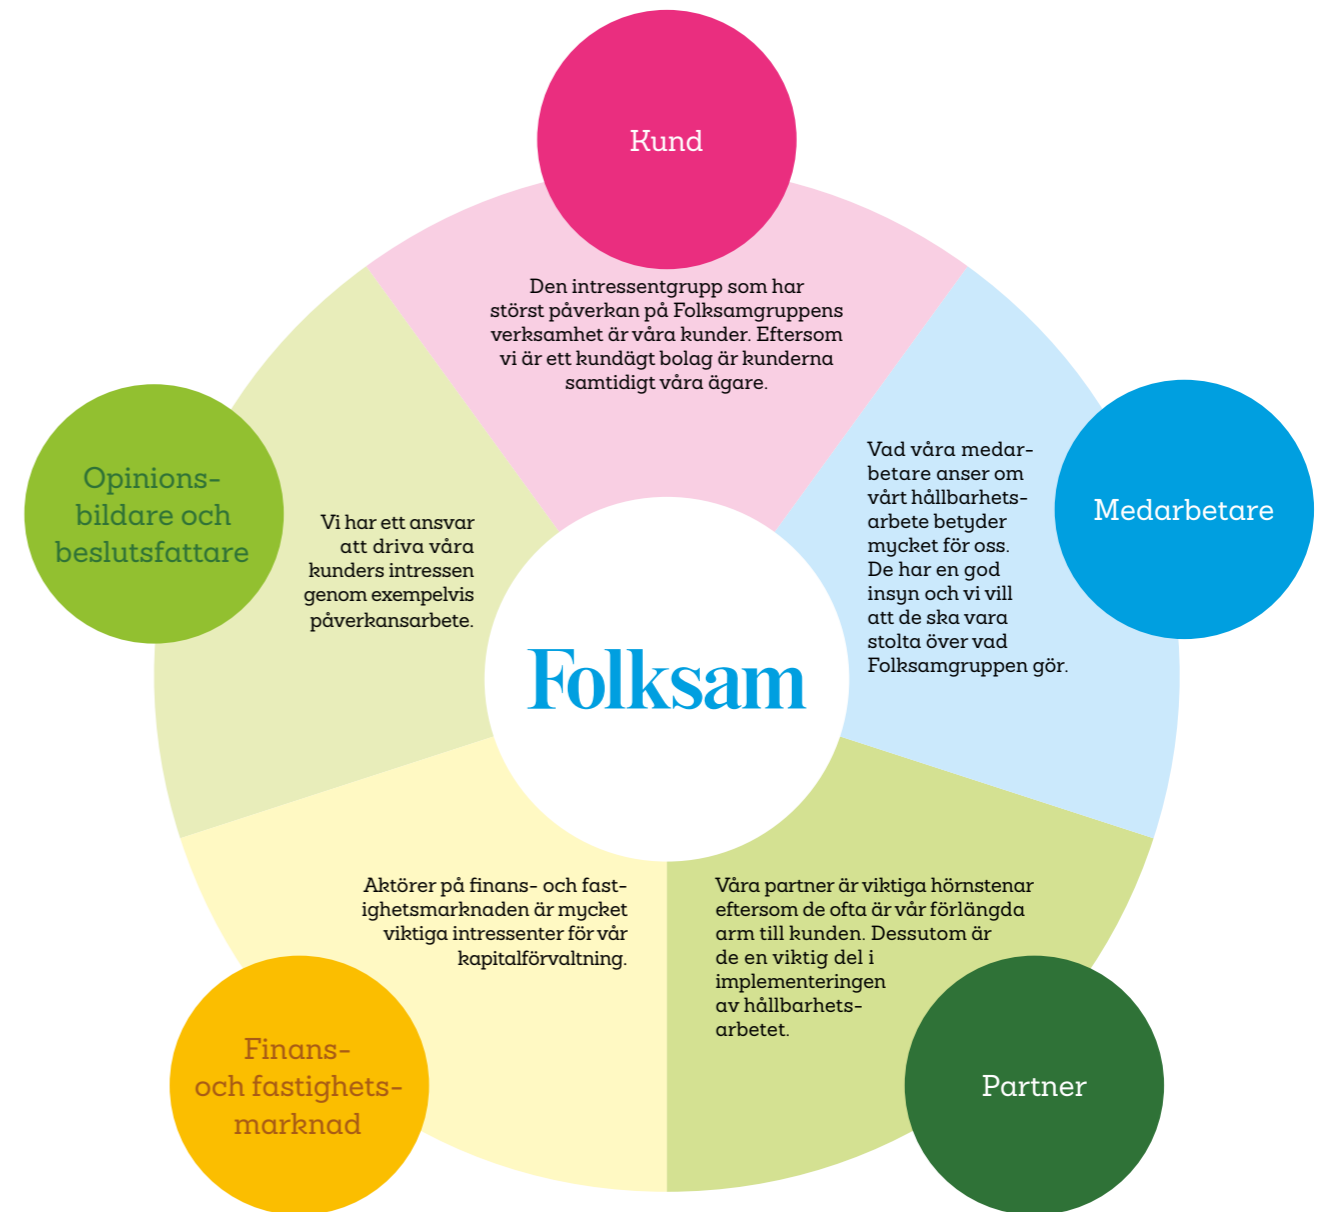 Kund
Den intressentgrupp som har
störst påverkan på Folksamgruppens
verksamhet är våra kunder. Eftersom
vi är ett kundägt bolag är kunderna
samtidigt våra ägare.
Medarbetare
Vad våra medar-
betare anser om
vårt hållbarhets-
arbete betyder
mycket för oss.
De har en god
insyn och vi vill
att de ska vara
stolta över vad
Folksamgruppen gör.
Partner
Våra partner är viktiga hörnstenar
eftersom de ofta är vår förlängda
arm till kunden. Dessutom är
de en viktig del i
implementeringen
av hållbarhets-
arbetet.
Finans-
och fastighets-
marknad
Aktörer på finans- och fast-
ighetsmarknaden är mycket
viktiga intressenter för vår
kapitalförvaltning.
Opinions-
bildare och
beslutsfattare
Vi har ett ansvar
att driva våra
kunders intressen
genom exempelvis
påverkansarbete.
Folksam